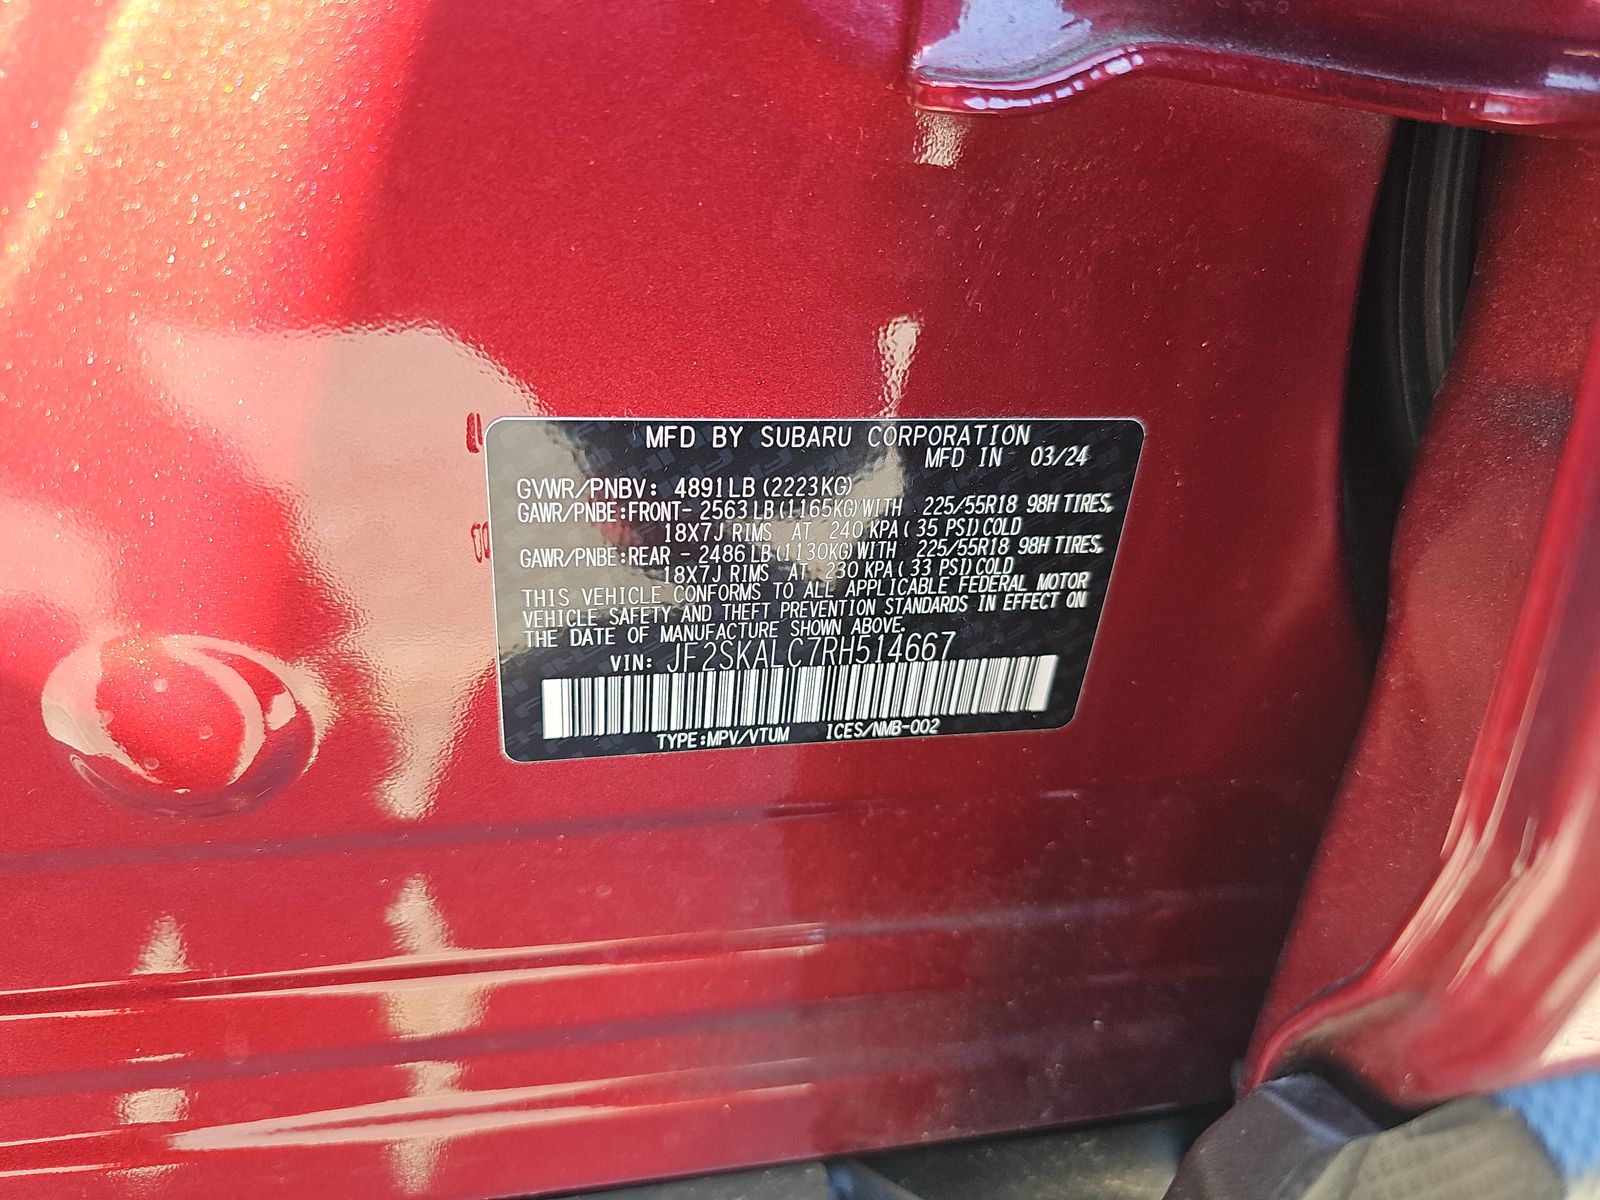 MFD BY SUBARU CORPORATION
MFD IN 03/24
GVWR/PNBV: 4891LB (2223KG)
GAWR/PNBE:FRONT- 2563LB (1165KG)WITH 225/55R18 98H TIRES,
18X7J RIMS AT 240 KPA( 35 PSI)COLD
GAWR/PNBE:REAR - 2486LB (1130KG)WITH 225/55R18 98H TIRES,
18X7J RIMS AT 230 KPA( 33 PSI)COLD
THIS VEHICLE CONFORMS TO ALL APPLICABLE FEDERAL MOTOR
VEHICLE SAFETY AND THEFT PREVENTION STANDARDS IN EFFECT ON
THE DATE OF MANUFACTURE SHOWN ABOVE.
VIN: JF2SKALC7RH514667
TYPE:MPV/VTUM ICES/NMB-002